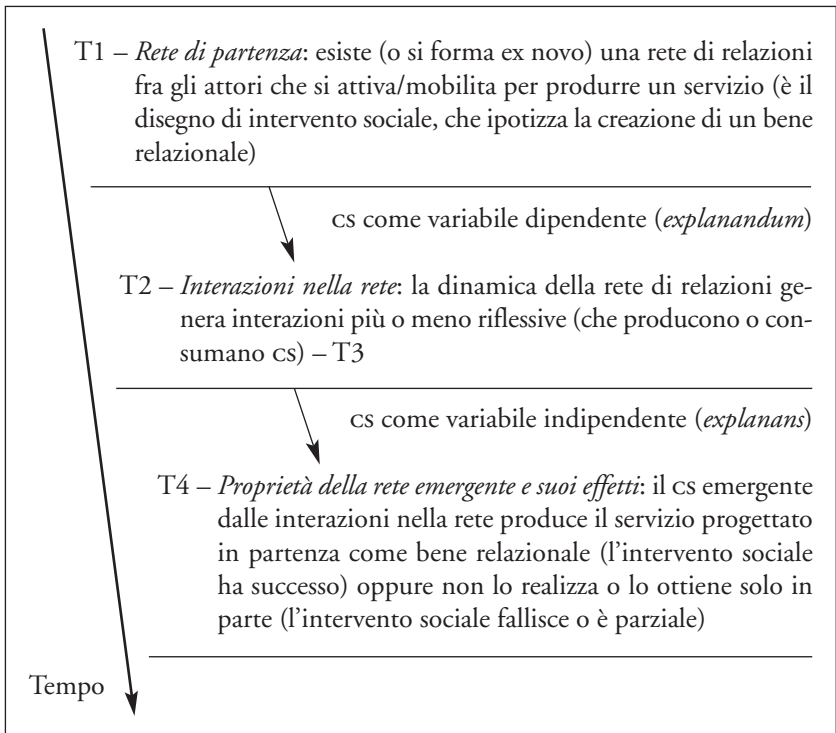 T1 – Rete di partenza: esiste (o si forma ex novo) una rete di relazioni
fra gli attori che si attiva/mobilita per produrre un servizio (è il
disegno di intervento sociale, che ipotizza la creazione di un bene
relazionale)
cs come variabile dipendente (explanandum)
T2 – Interazioni nella rete: la dinamica della rete di relazioni ge-
nera interazioni più o meno riflessive (che producono o con-
sumano cs) – T3
cs come variabile indipendente (explanans)
T4 – Proprietà della rete emergente e suoi effetti: il cs emergente
dalle interazioni nella rete produce il servizio progettato
in partenza come bene relazionale (l'intervento sociale
ha successo) oppure non lo realizza o lo ottiene solo in
parte (l'intervento sociale fallisce o è parziale)
Tempo